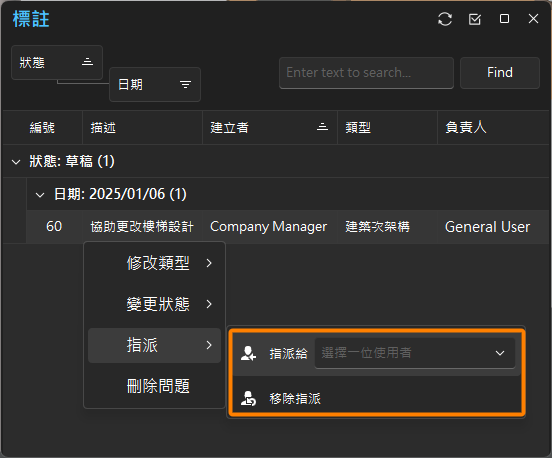 標註
狀態
日期
Enter text to search...
Find
編號 描述 建立者 類型 負責人
狀態: 草稿 (1)
日期: 2025/01/06 (1)
60 協助更改樓梯設計 Company Manager 建築次架構 General User
修改類型
變更狀態
指派
刪除問題
指派給 選擇一位使用者
移除指派